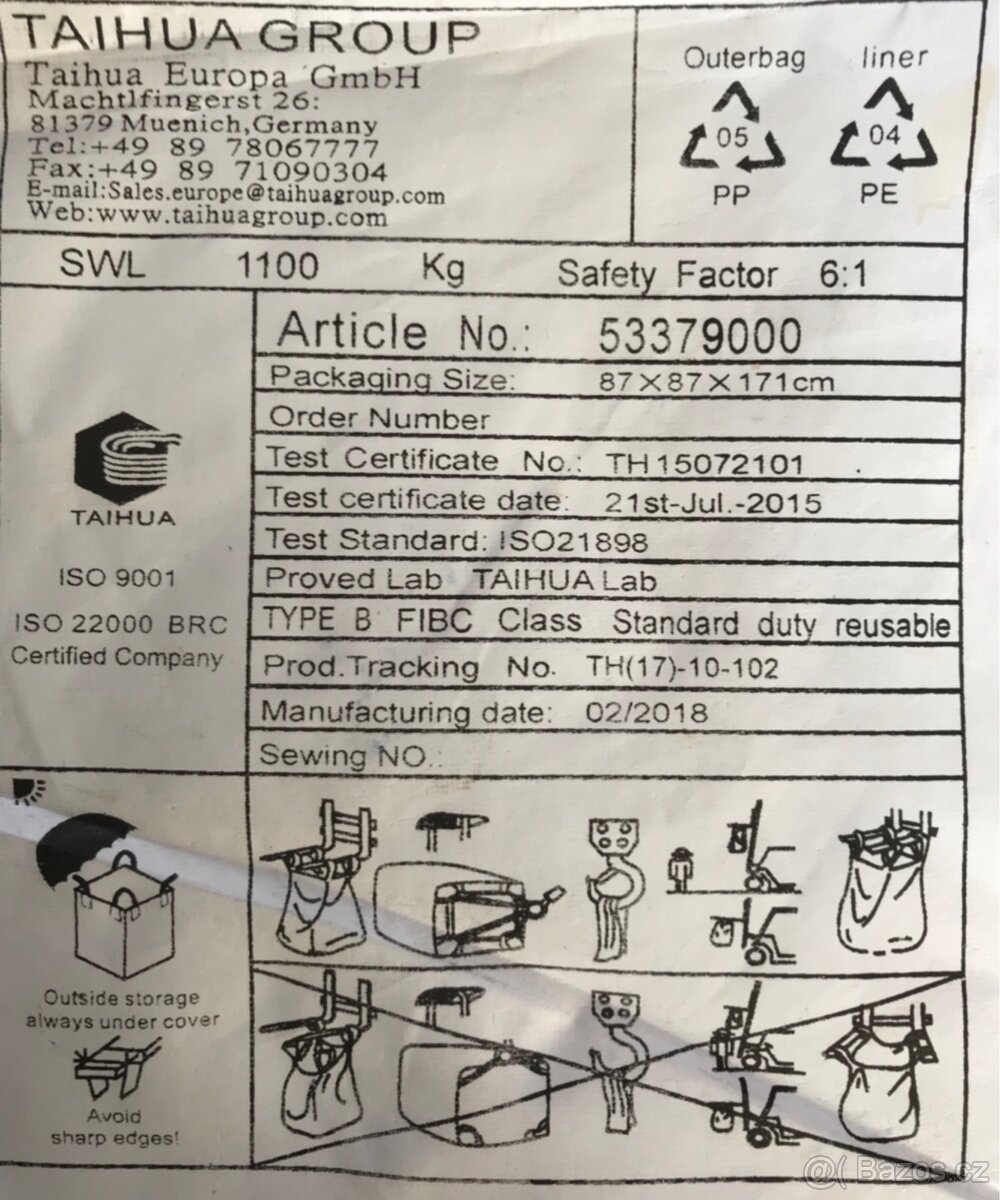 TAIHUA GROUP
Taihua Europa GmbH
Machtlfingerst 26:
81379 Muenich,Germany
Tel:+49 89 78067777
Fax:+49 89 71090304
E-mail:Sales.europe@taihuagroup.com
Web:www.taihuagroup.com
Outerbag liner
05 04
PP PE
SWL 1100 Kg Safety Factor 6:1
Article No.: 53379000
Packaging Size: 87×87×171cm
Order Number
Test Certificate No.: TH15072101
Test certificate date: 21st-Jul.-2015
Test Standard: ISO21898
Proved Lab TAIHUA Lab
TYPE B FIBC Class Standard duty reusable
Prod.Tracking No. TH(17)-10-102
Manufacturing date: 02/2018
Sewing NO.:
TAIHUA
ISO 9001
ISO 22000 BRC
Certified Company
Outside storage
always under cover
Avoid
sharp edges!
@( Bazos.cz